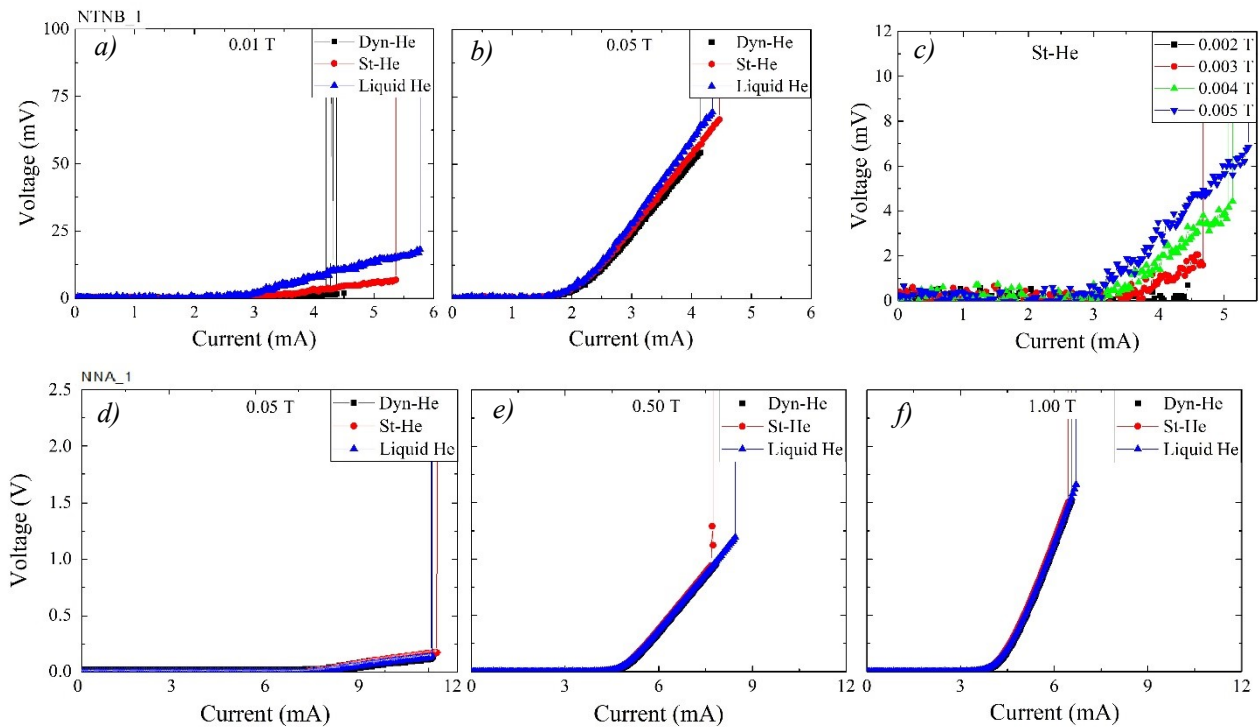 NTNB_1
a)
0.01 T
Dyn-He
St-He
Liquid He
100
75
50
25
0
Voltage (mV)
0 1 2 3 4 5 6
Current (mA)
b)
0.05 T
Dyn-He
St-He
Liquid He
0 1 2 3 4 5 6
Current (mA)
c)
St-He
0.002 T
0.003 T
0.004 T
0.005 T
12
10
8
6
4
2
0
Voltage (mV)
0 1 2 3 4 5
Current (mA)
NNA_1
d)
0.05 T
Dyn-He
St-He
Liquid He
2.5
2.0
1.5
1.0
0.5
0.0
Voltage (V)
0 3 6 9 12
Current (mA)
e)
0.50 T
Dyn-He
St-He
Liquid He
0 3 6 9 12
Current (mA)
f)
1.00 T
Dyn-He
St-He
Liquid He
0 3 6 9 12
Current (mA)